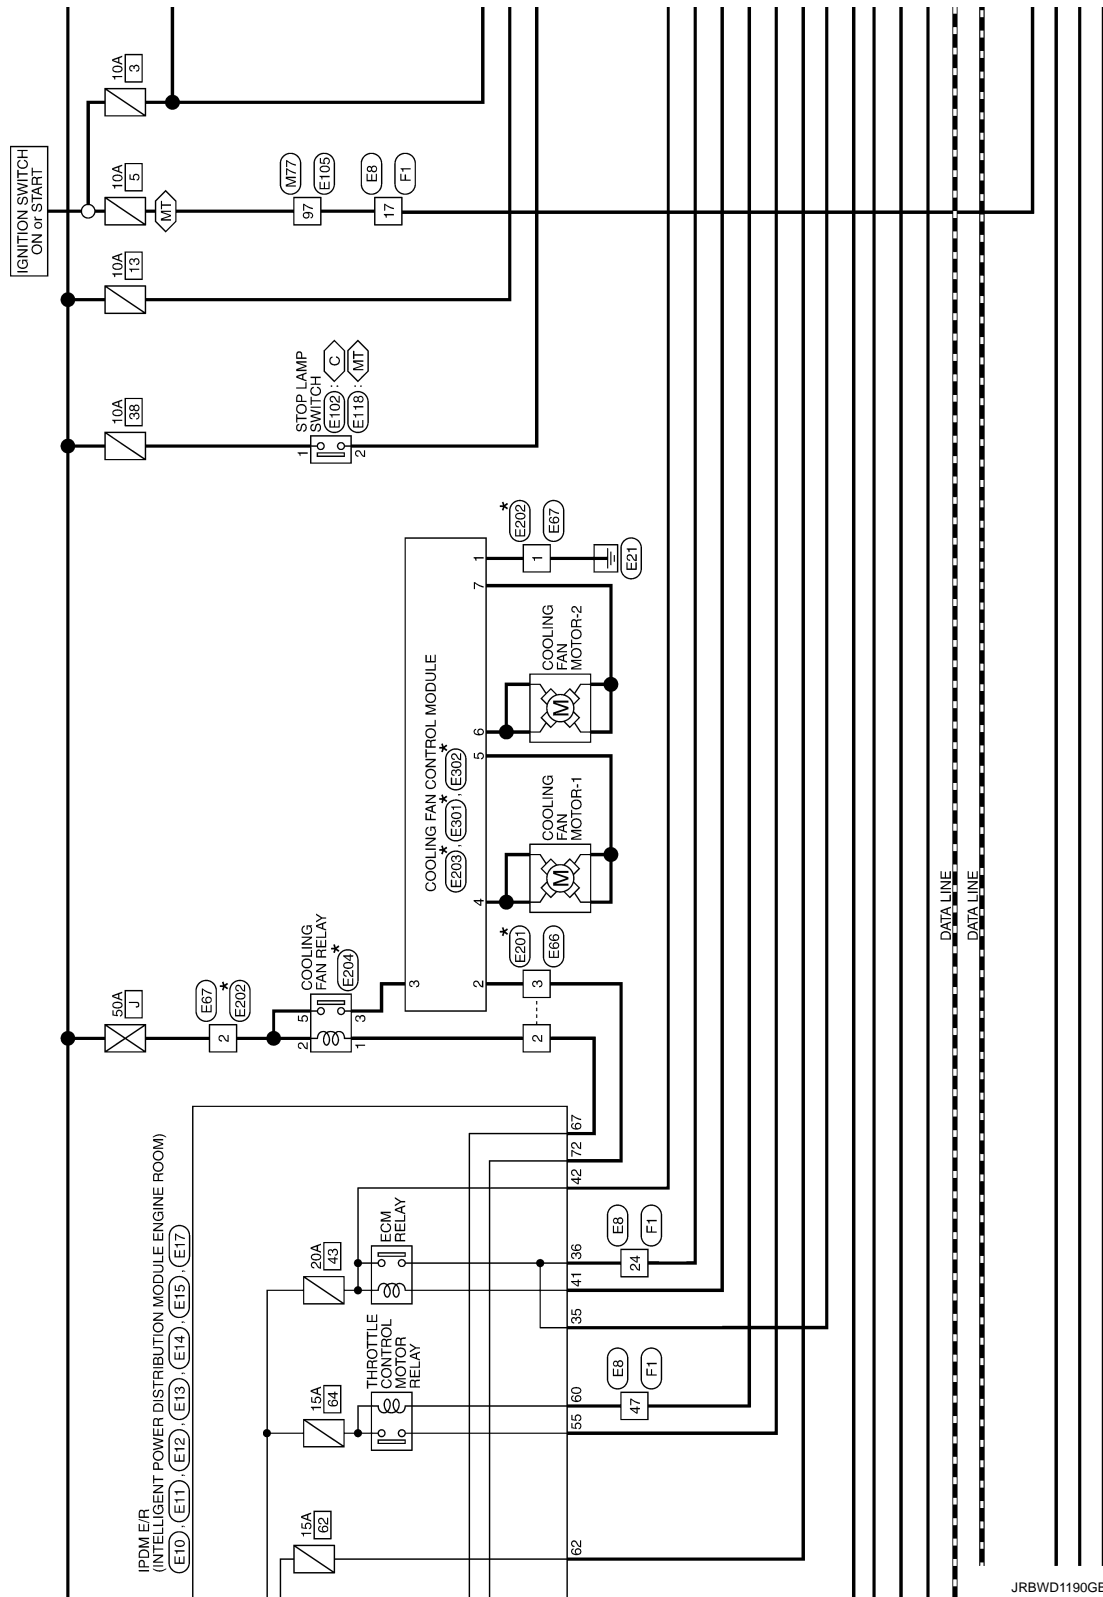 IGNITION SWITCH
ON or START
10A
3
10A
5
MT
M77
E105
97
E8
F1
17
10A
13
10A
38
STOP LAMP
SWITCH
E102 : C
E118 : MT
1
2
50A
J
E67
*
E202
2
COOLING
FAN RELAY
*
E204
5
3
2
1
COOLING FAN CONTROL MODULE
E203* , E301* , E302*
3
2
4
5
6
7
1
*
E202
E67
1
E21
COOLING
FAN
MOTOR-2
M
COOLING
FAN
MOTOR-1
M
*
E201
E66
3
2
IPDM E/R
(INTELLIGENT POWER DISTRIBUTION MODULE ENGINE ROOM)
E10 , E11 , E12 , E13 , E14 , E15 , E17
67
72
42
20A
43
ECM
RELAY
36
41
35
E8
F1
24
15A
64
THROTTLE
CONTROL
MOTOR
RELAY
60
55
E8
F1
47
15A
62
62
DATA LINE
DATA LINE
JRBWD1190GB